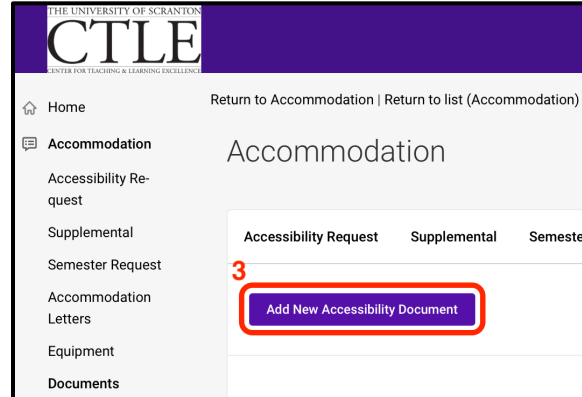 THE UNIVERSITY OF SCRANTON
CTLE
CENTER FOR TEACHING & LEARNING EXCELLENCE
Return to Accommodation | Return to list (Accommodation)
Home
Accommodation
Accommodation
Accessibility Re-
quest
Supplemental
Semester Request
Accommodation
Letters
Equipment
Documents
Accessibility Request Supplemental Semeste
3
Add New Accessibility Document